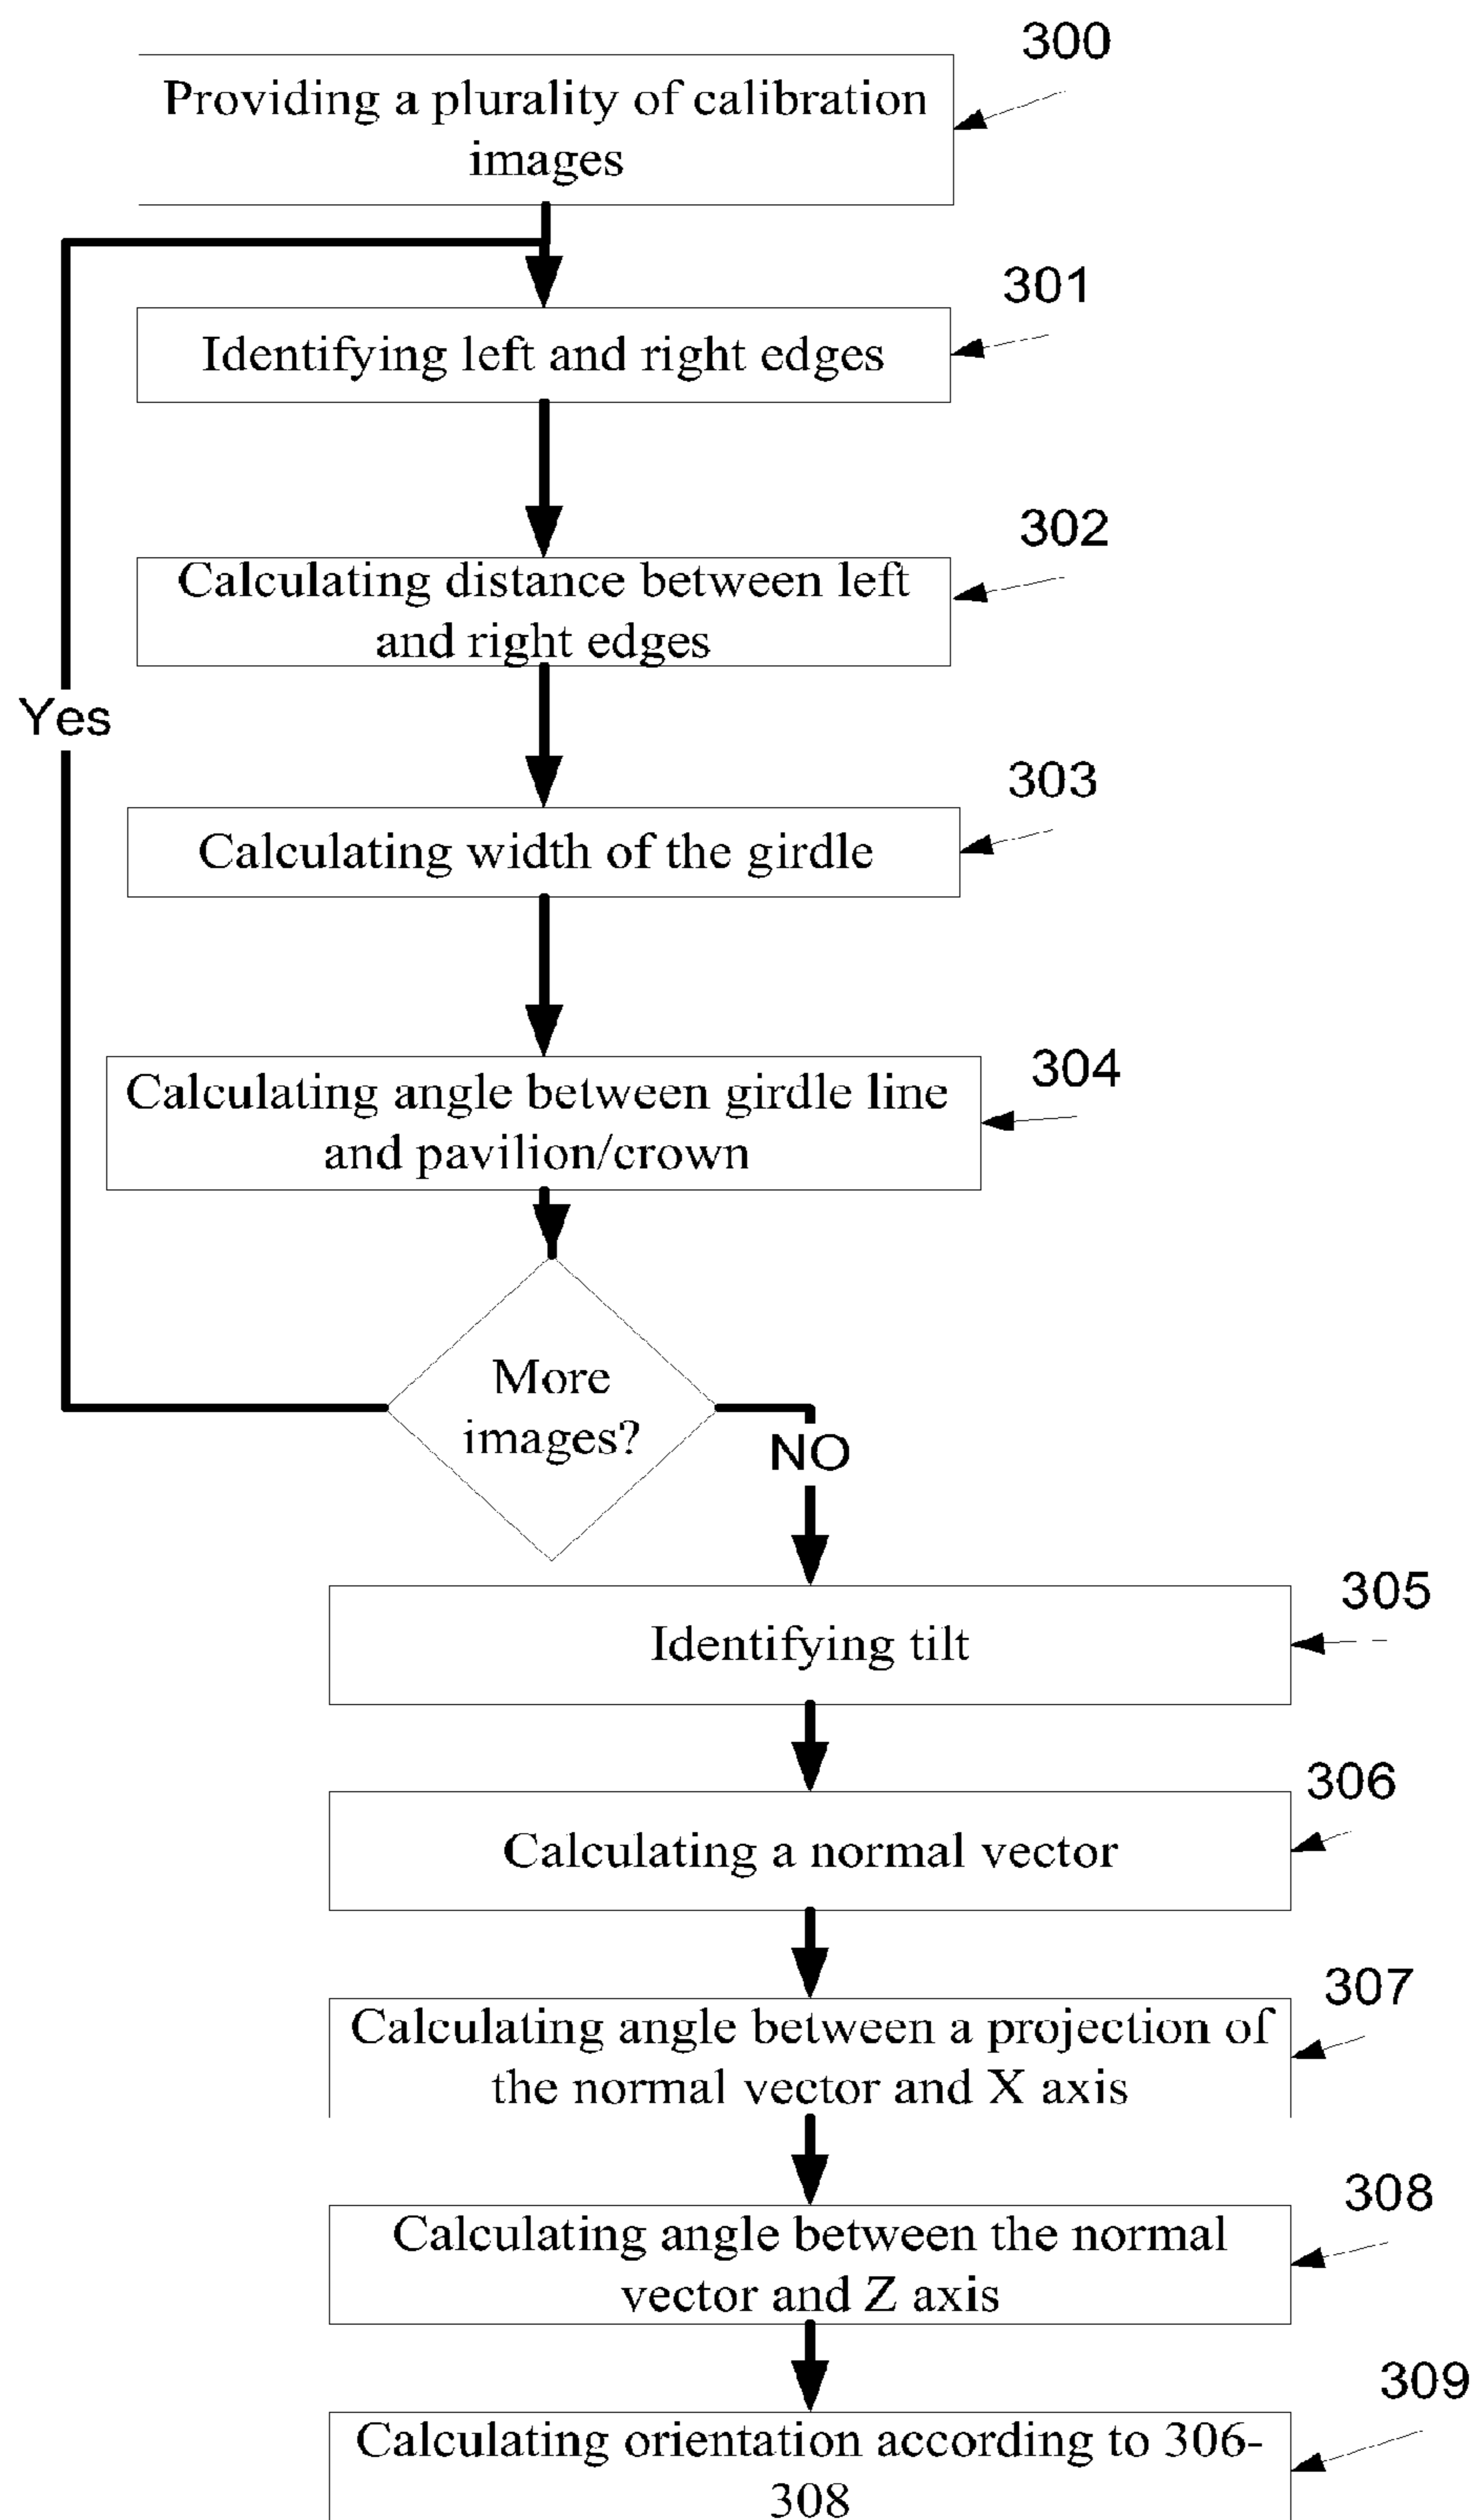 300
Providing a plurality of calibration
images
301
Identifying left and right edges
302
Calculating distance between left
and right edges
Yes
303
Calculating width of the girdle
304
Calculating angle between girdle line
and pavilion/crown
More
images?
NO
305
Identifying tilt
306
Calculating a normal vector
307
Calculating angle between a projection of
the normal vector and X axis
308
Calculating angle between the normal
vector and Z axis
309
Calculating orientation according to 306-
308